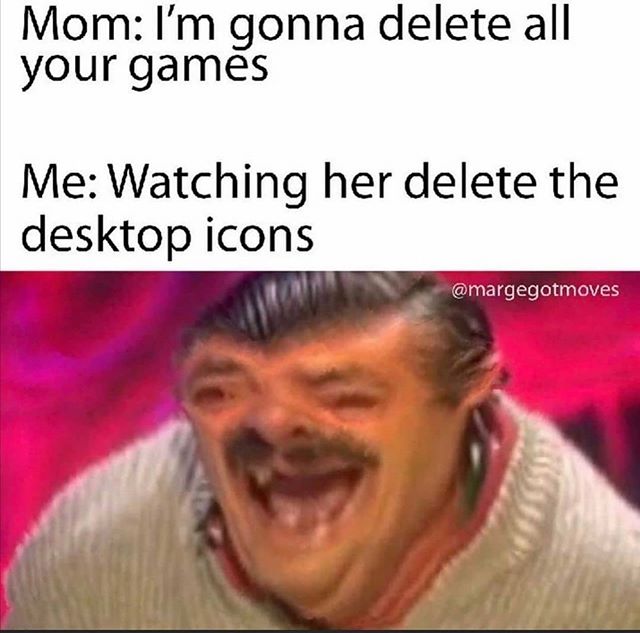 Mom: I'm gonna delete all
your games
Me: Watching her delete the
desktop icons
@margegotmoves